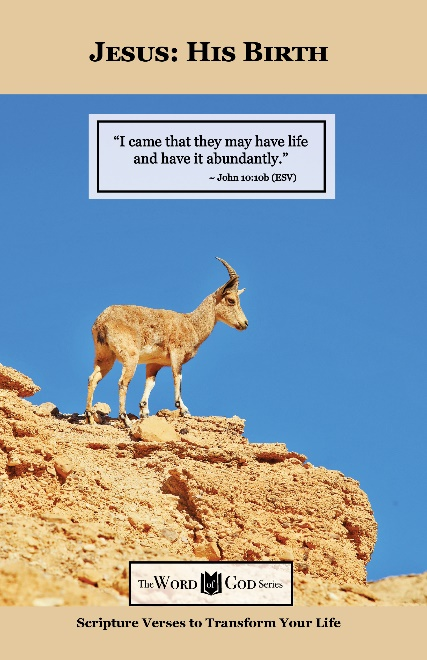 Jesus: His Birth
“I came that they may have life
and have it abundantly.”
~ John 10:10b (ESV)
The WORD of GOD Series
Scripture Verses to Transform Your Life